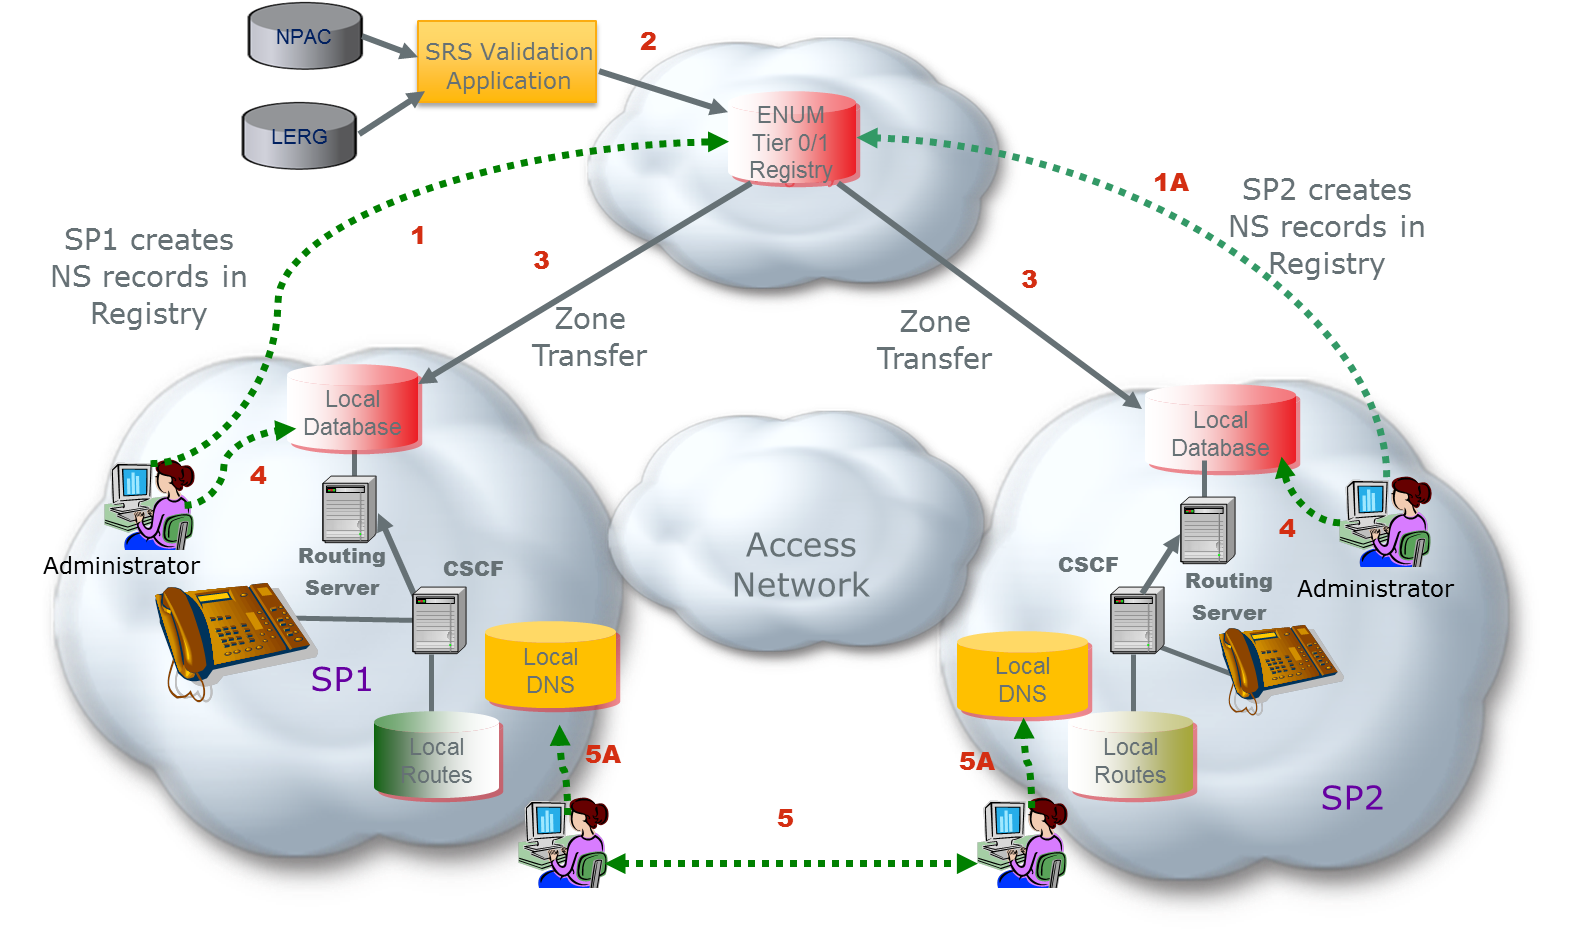 NPAC
SRS Validation
Application
2
LERG
ENUM
Tier 0/1
Registry
1A
SP2 creates
NS records in
Registry
1
SP1 creates
NS records in
Registry
3
3
Zone
Transfer
Zone
Transfer
Local
Database
Local
Database
4
4
Administrator
Routing
Server
CSCF
Access
Network
CSCF
Routing
Server
Administrator
SP1
Local
DNS
Local
DNS
Local
Routes
5A
5A
Local
Routes
SP2
5